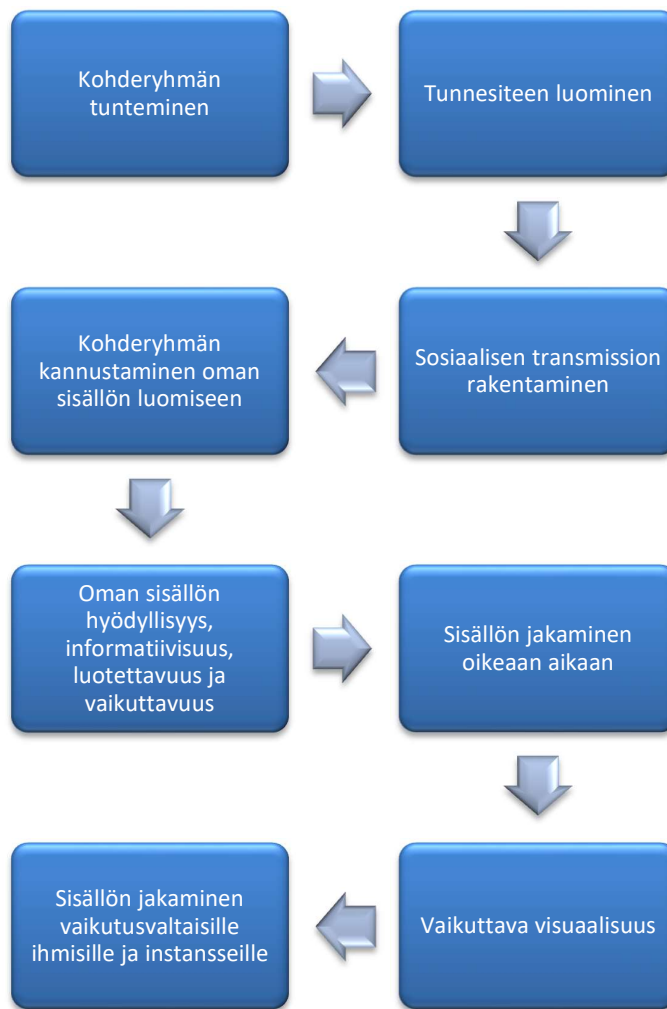 Kohderyhmän
tunteminen
Tunnesiteen luominen
Sosiaalisen transmission
rakentaminen
Kohderyhmän
kannustaminen oman
sisällön luomiseen
Oman sisällön
hyödyllisyys,
informatiivisuus,
luotettavuus ja
vaikuttavuus
Sisällön jakaminen
oikeaan aikaan
Vaikuttava visuaalisuus
Sisällön jakaminen
vaikutusvaltaisille
ihmisille ja instansseille